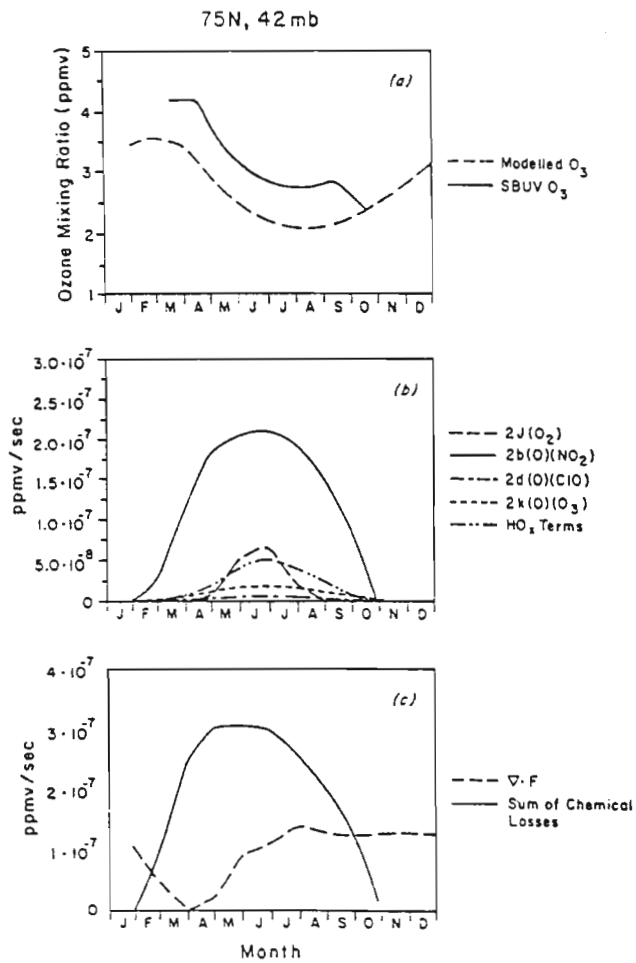 75N, 42mb
(a)
Ozone Mixing Ratio (ppmv)
5
4
3
2
1
J F M A M J J A S O N D
Modelled O₃
SBUV O₃
(b)
ppmv/sec
3.0·10⁻⁷
2.5·10⁻⁷
2.0·10⁻⁷
1.5·10⁻⁷
1.0·10⁻⁷
5.0·10⁻⁸
0
J F M A M J J A S O N D
2J(O₂)
2b(O)(NO₂)
2d(O)(ClO)
2k(O)(O₃)
HOₓ Terms
(c)
ppmv/sec
4·10⁻⁷
3·10⁻⁷
2·10⁻⁷
1·10⁻⁷
0
J F M A M J J A S O N D
∇·F
Sum of Chemical
Losses
Month